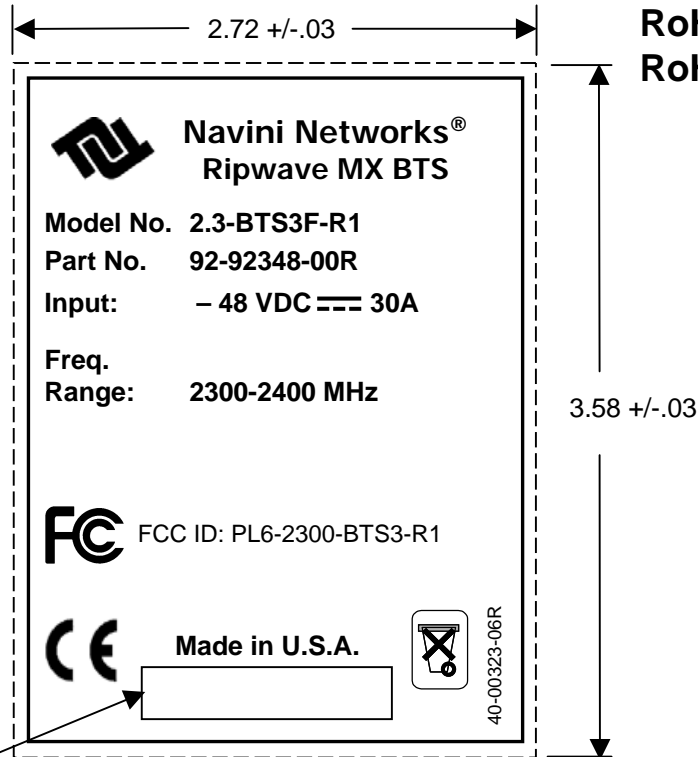 2.72 +/-.03
Navini Networks®
Ripwave MX BTS
Model No. 2.3-BTS3F-R1
Part No. 92-92348-00R
Input: – 48 VDC 30A
Freq.
Range: 2300-2400 MHz
3.58 +/-.03
FC FCC ID: PL6-2300-BTS3-R1
CE Made in U.S.A.
40-00323-06R